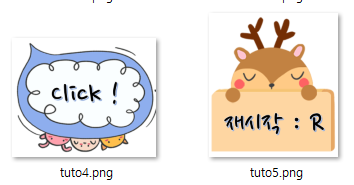 click !
재시작 : R
tuto4.png
tuto5.png